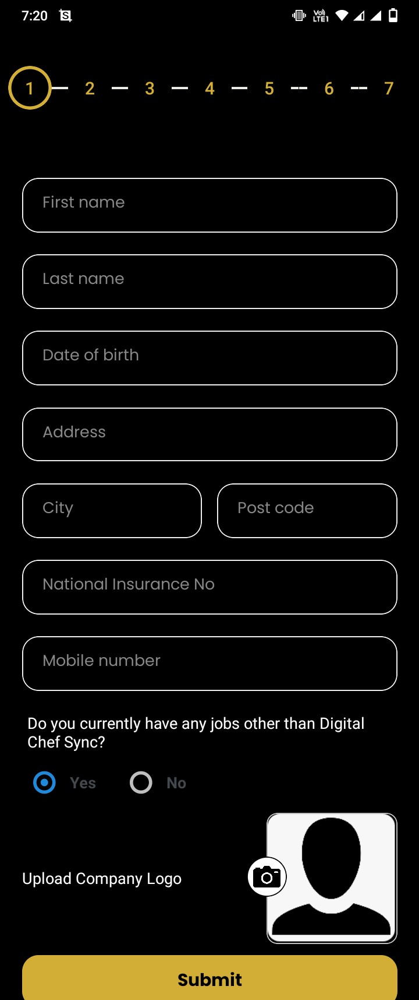 7:20 S Vo) LTE1
1 2 3 4 5 6 7
First name
Last name
Date of birth
Address
City Post code
National Insurance No
Mobile number
Do you currently have any jobs other than Digital
Chef Sync?
Yes No
Upload Company Logo
Submit